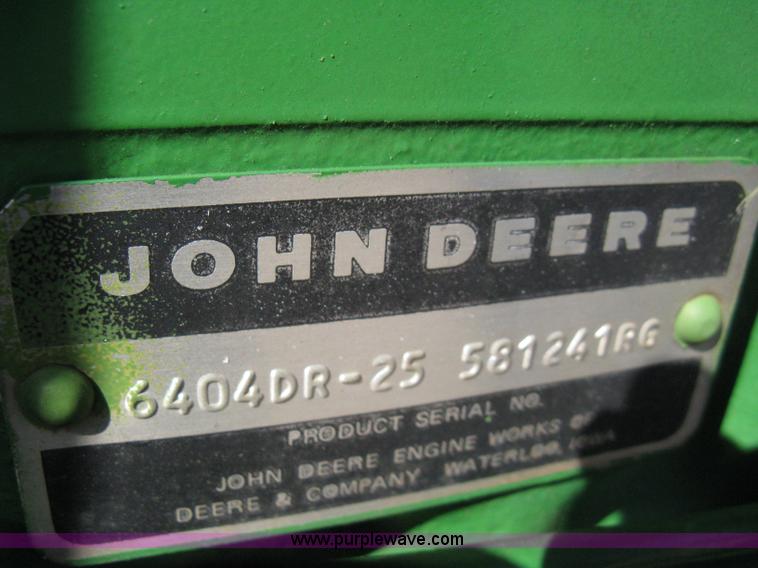 JOHN DEERE
6404DR-25 581241RG
PRODUCT SERIAL NO.
JOHN DEERE ENGINE WORKS OF
DEERE & COMPANY WATERLOO, IOWA
www.purplewave.com